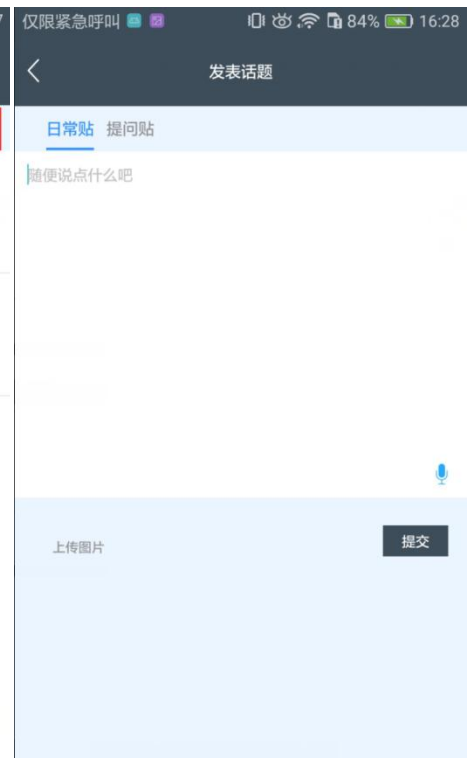 仅限紧急呼叫 84% 16:28
发表话题
日常贴 提问贴
随便说点什么吧
上传图片 提交